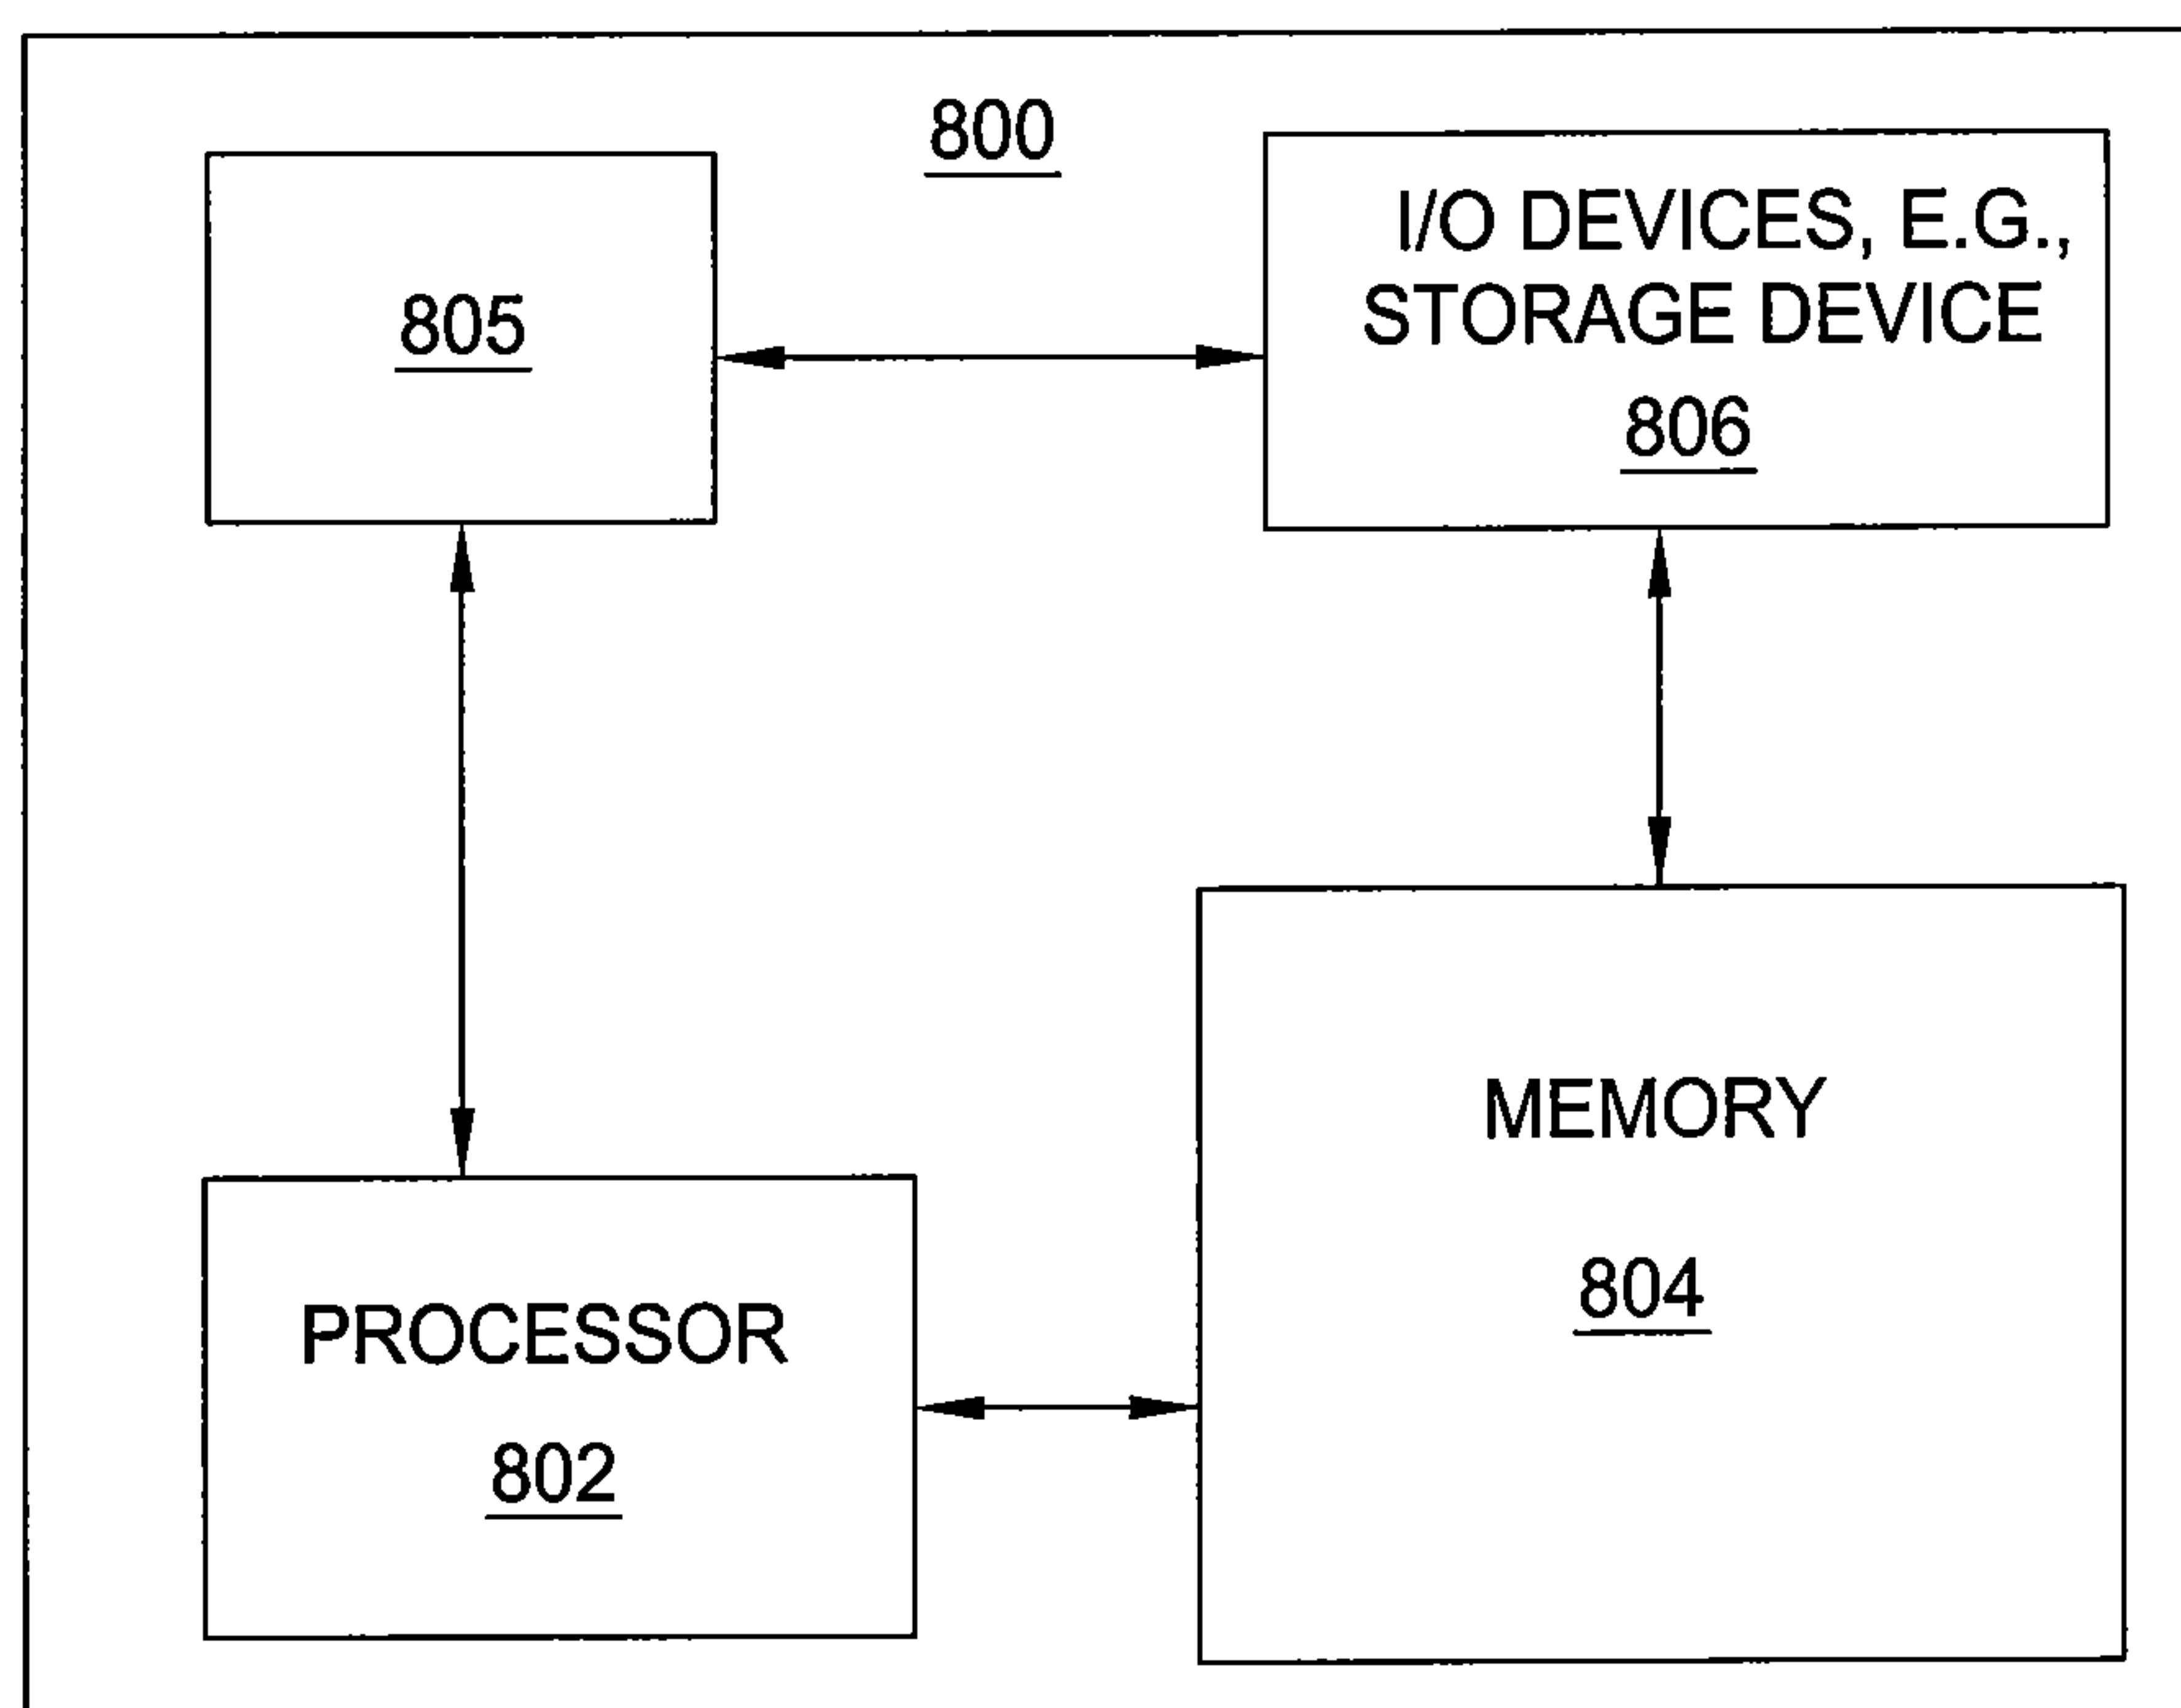 800
805
I/O DEVICES, E.G.,
STORAGE DEVICE
806
MEMORY
804
PROCESSOR
802